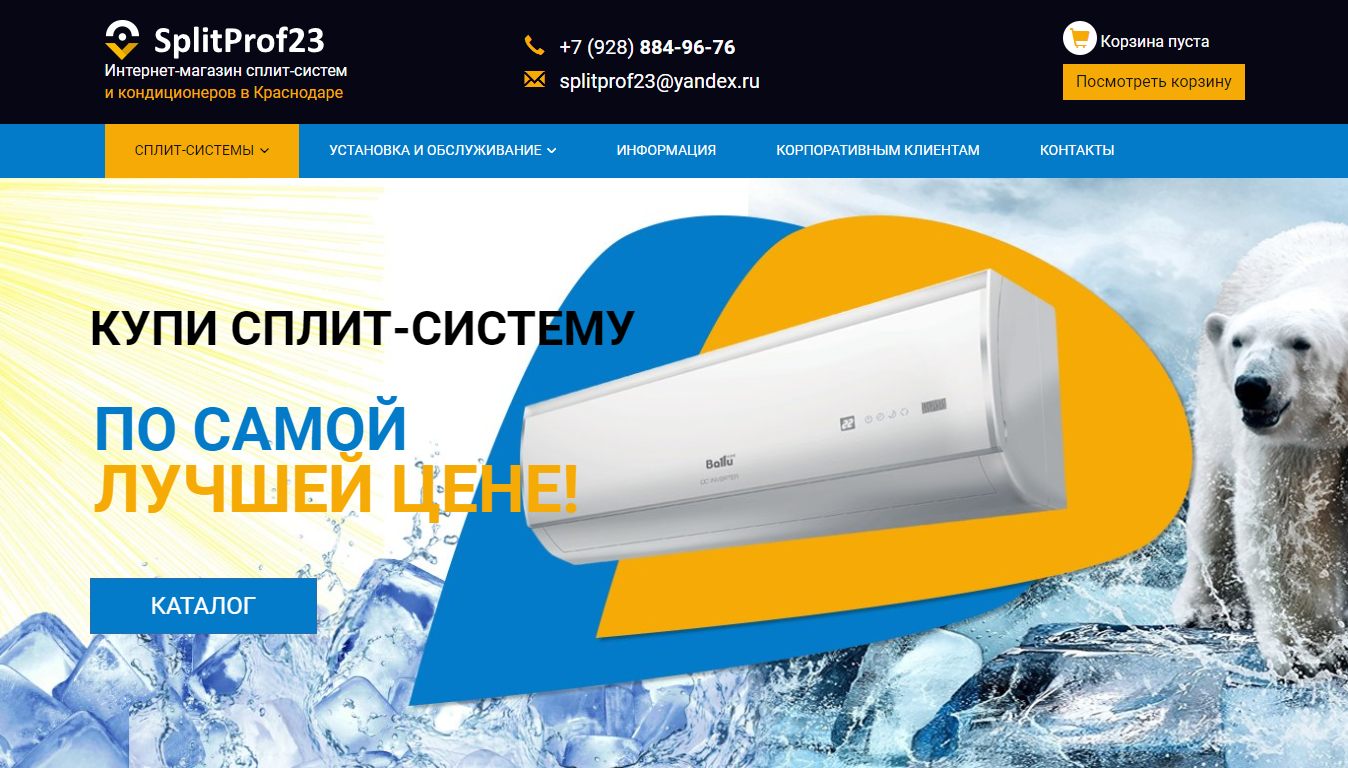 SplitProf23
Интернет-магазин сплит-систем
и кондиционеров в Краснодаре
+7 (928) 884-96-76
splitprof23@yandex.ru
Корзина пуста
Посмотреть корзину
СПЛИТ-СИСТЕМЫ
УСТАНОВКА И ОБСЛУЖИВАНИЕ
ИНФОРМАЦИЯ
КОРПОРАТИВНЫМ КЛИЕНТАМ
КОНТАКТЫ
КУПИ СПЛИТ-СИСТЕМУ
ПО САМОЙ
ЛУЧШЕЙ ЦЕНЕ!
22
Ballu
DC INVERTER
КАТАЛОГ